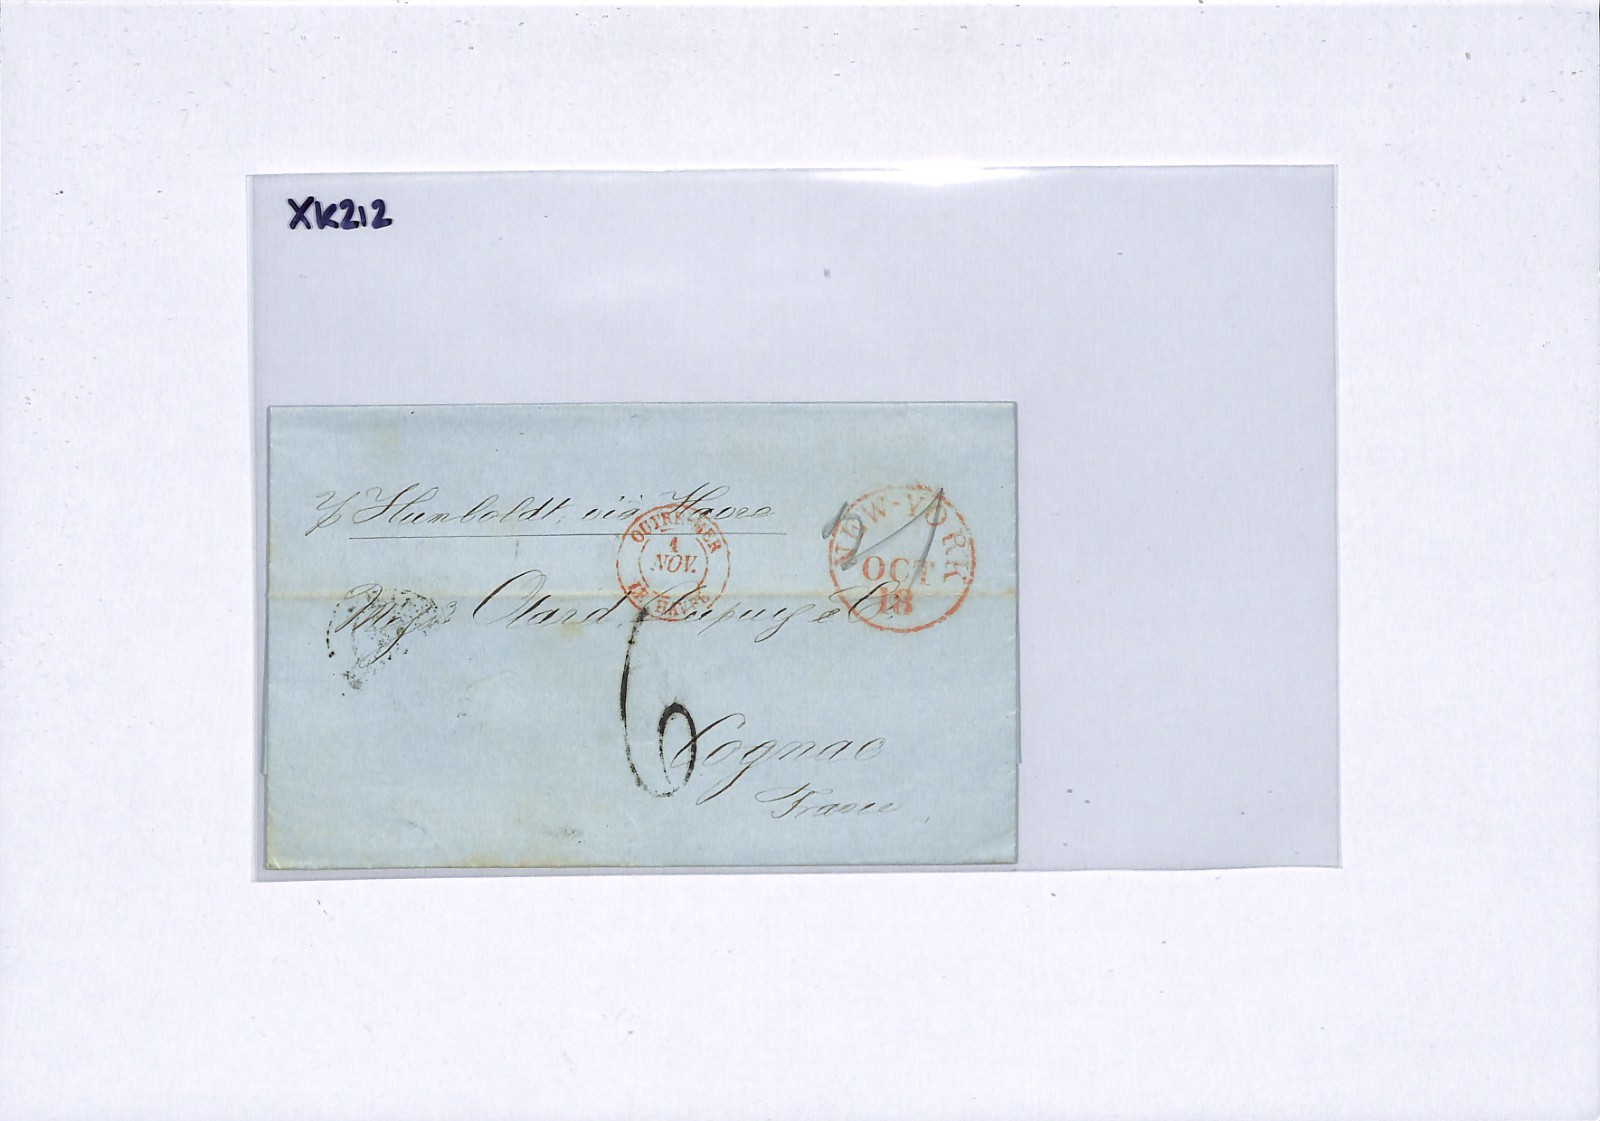 XK212
p Humboldt, via Havre
OUTRE-MER
1
NOV.
LE HAVRE
NEW-YORK
OCT
18
Otard, Dupuy & Co.
6
Cognac
France